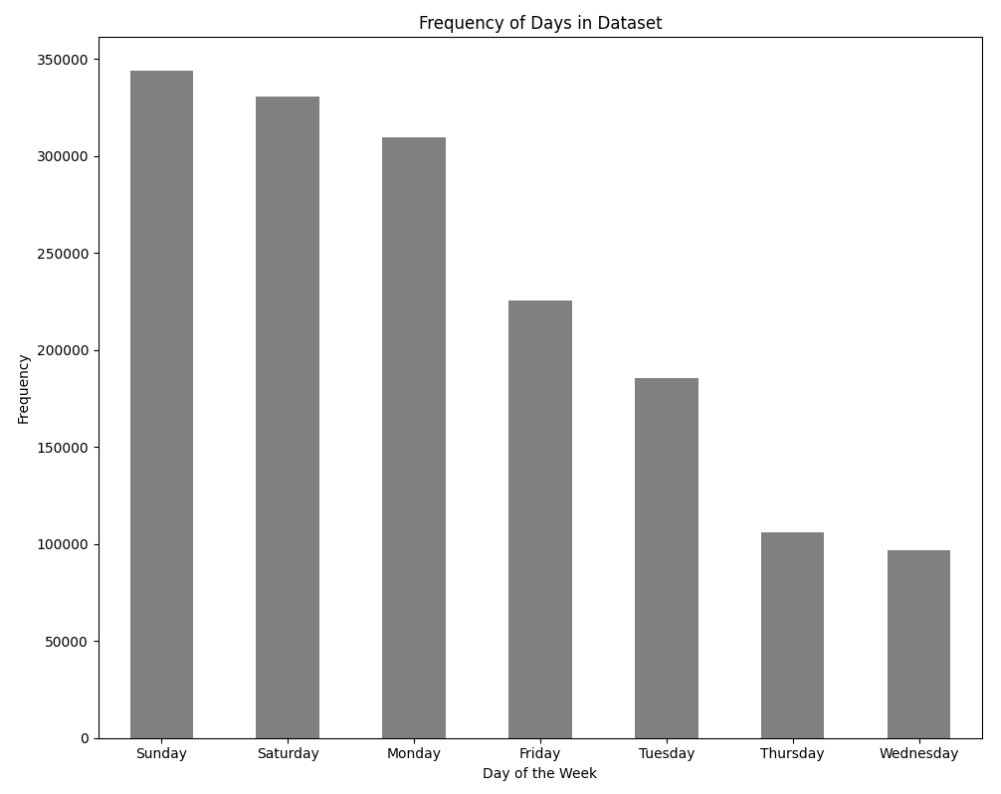 Frequency of Days in Dataset
350000
300000
250000
200000
150000
100000
50000
0
Frequency
Sunday Saturday Monday Friday Tuesday Thursday Wednesday
Day of the Week